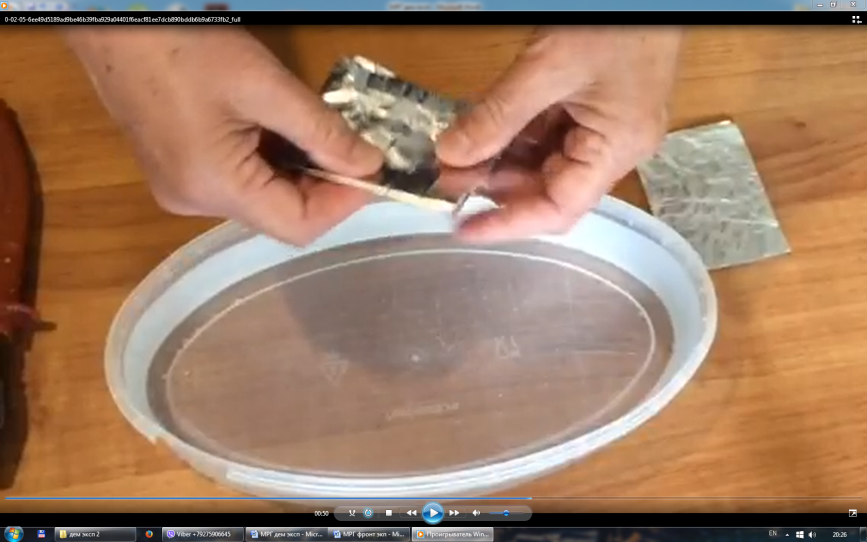 0-02-05-6ee49d5189ad9be46b39fba929a04401f6eacf81ee7dcb890bddb6b9a6733fb2_full
00:50
дем эксп 2
Viber +79275906645
МРГ дем эксп - Micr...
МРГ фронт эксп - Mi...
Проигрыватель Win...
EN
20:26